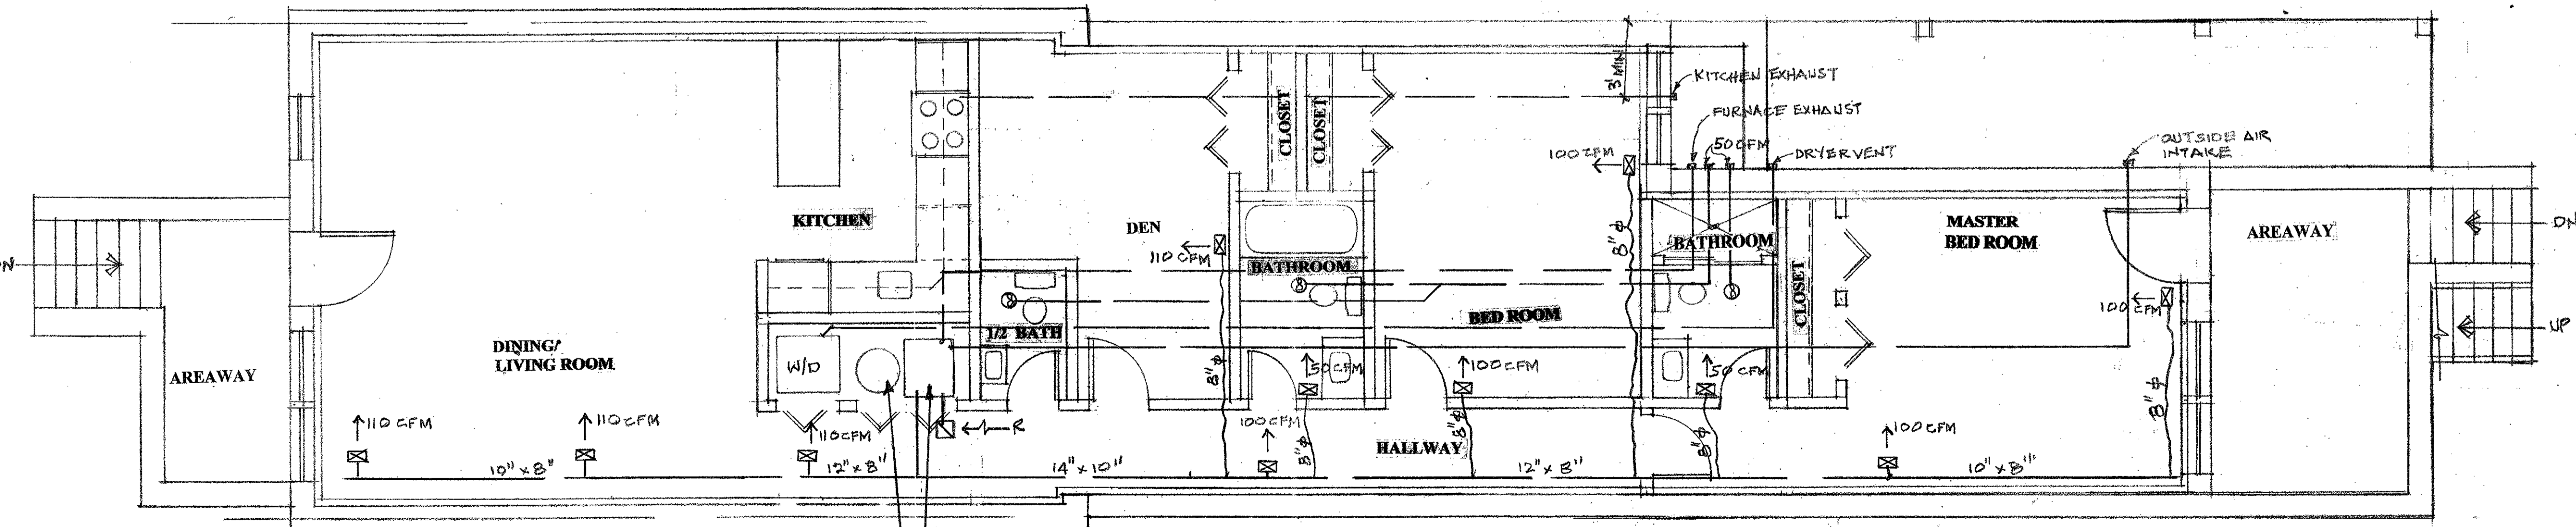 KITCHEN EXHAUST
3' MIN
FURNACE EXHAUST
50 CFM
DRYER VENT
OUTSIDE AIR
INTAKE
CLOSET
CLOSET
100 CFM
KITCHEN
DEN
110 CFM
BATHROOM
8" ϕ
BATHROOM
MASTER
BED ROOM
AREAWAY
DN
UP
CLOSET
100 CFM
8" ϕ
BED ROOM
1/2 BATH
DINING/
LIVING ROOM
AREAWAY
W/D
8" ϕ
50 CFM
100 CFM
50 CFM
110 CFM
110 CFM
110 CFM
R
100 CFM
8" ϕ
HALLWAY
8" ϕ
8" ϕ
100 CFM
10" x 8"
12" x 8"
14" x 10"
12" x 8"
10" x 8"